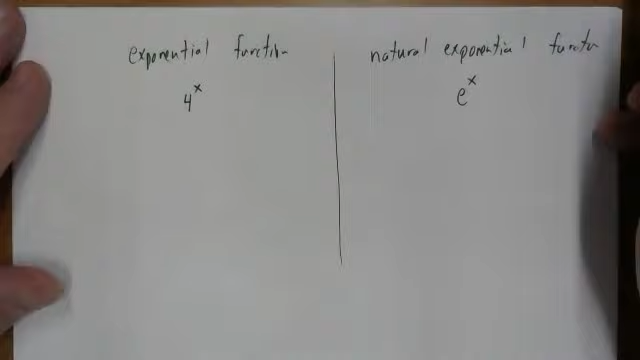 exponential function
4^x
natural exponential function
e^x